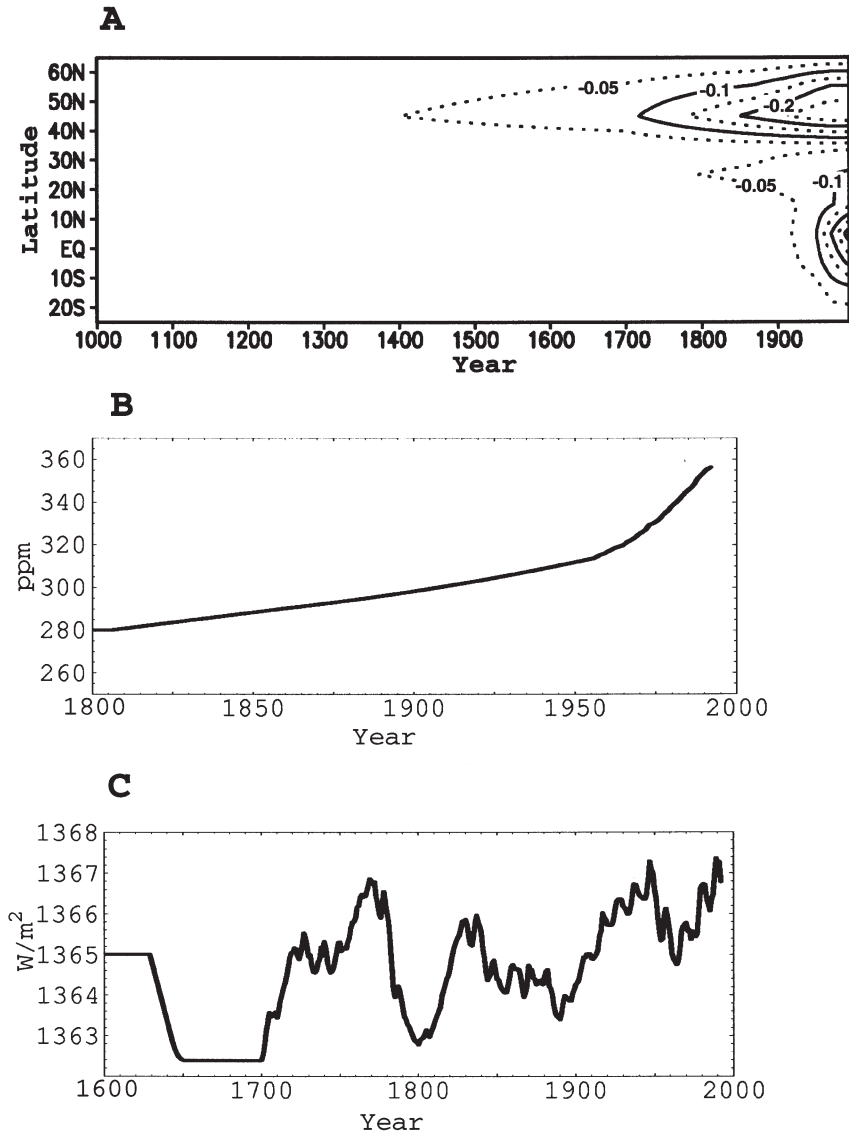 A
60N
50N
40N
30N
20N
10N
EQ
10S
20S
Latitude
-0.05
-0.1
-0.2
-0.05
-0.1
1000 1100 1200 1300 1400 1500 1600 1700 1800 1900
Year
B
360
340
320
300
280
260
ppm
1800 1850 1900 1950 2000
Year
C
1368
1367
1366
1365
1364
1363
W/m²
1600 1700 1800 1900 2000
Year